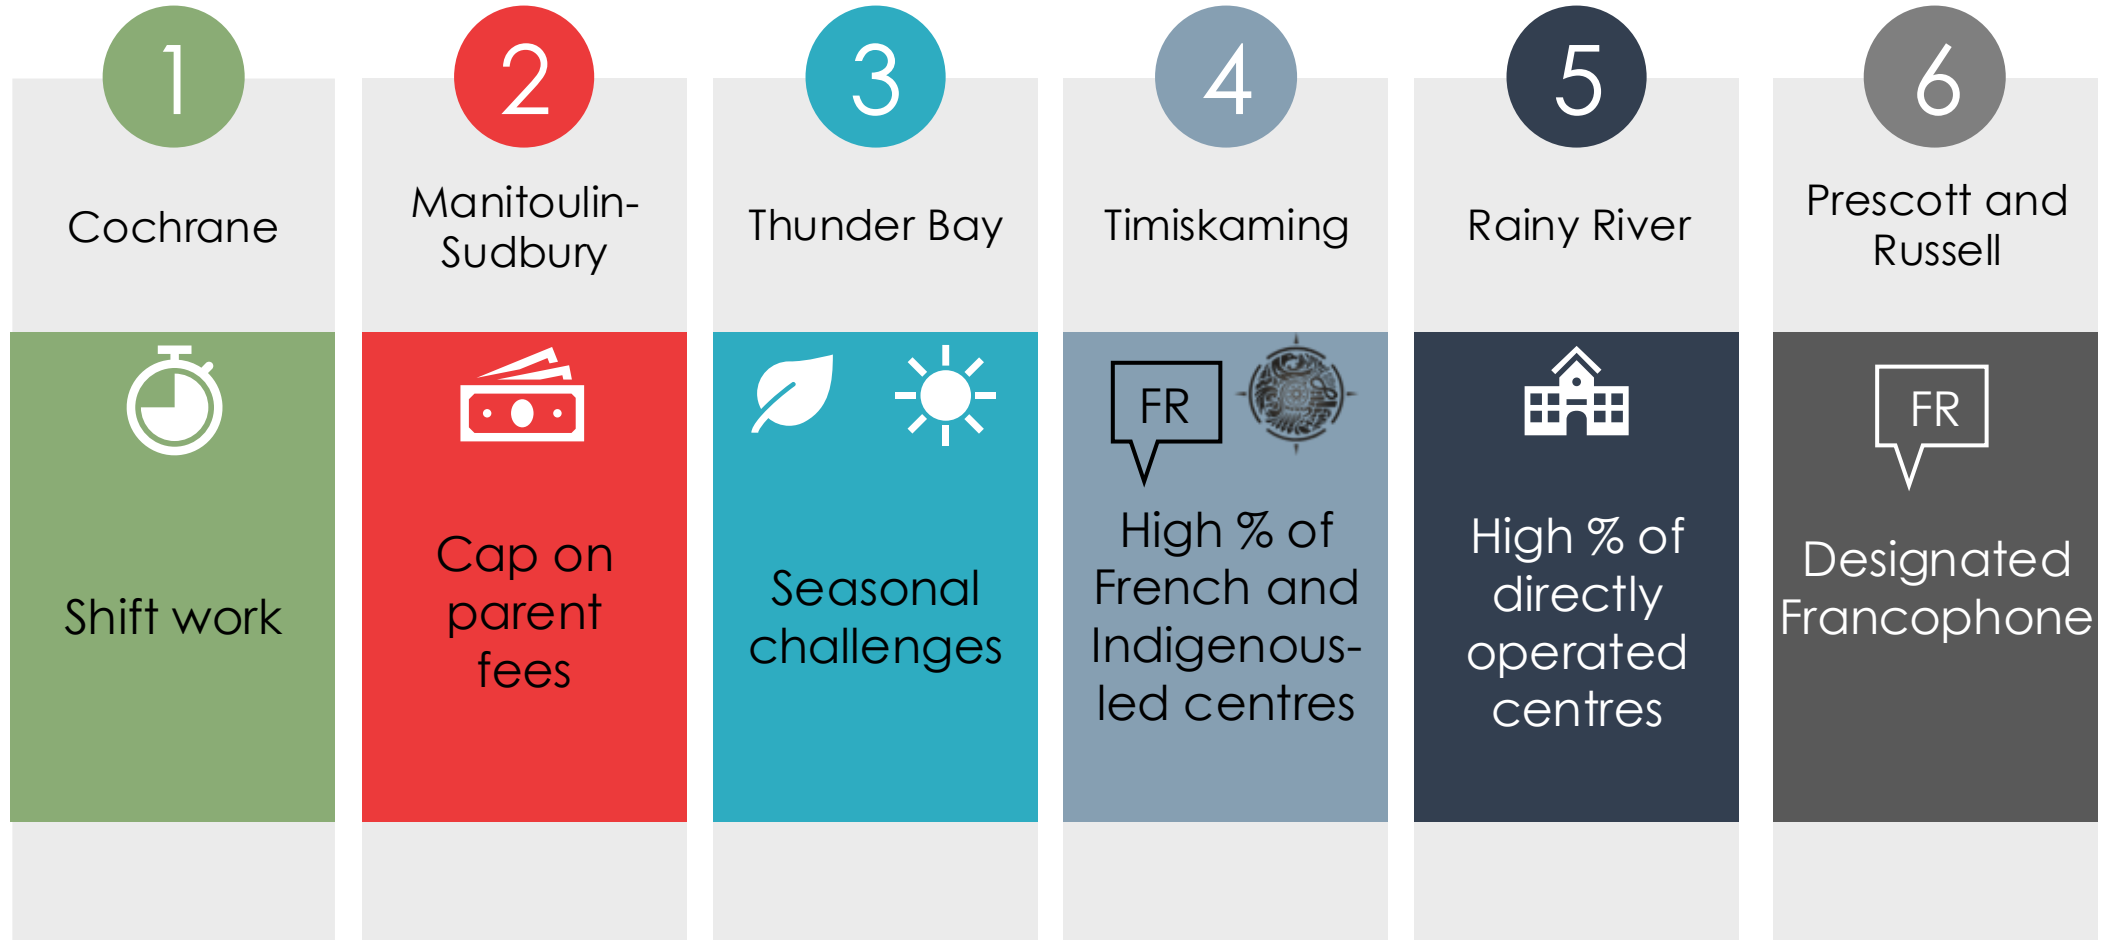 1
Cochrane
Shift work
2
Manitoulin-
Sudbury
Cap on
parent
fees
3
Thunder Bay
Seasonal
challenges
4
Timiskaming
FR
High % of
French and
Indigenous-
led centres
5
Rainy River
High % of
directly
operated
centres
6
Prescott and
Russell
FR
Designated
Francophone